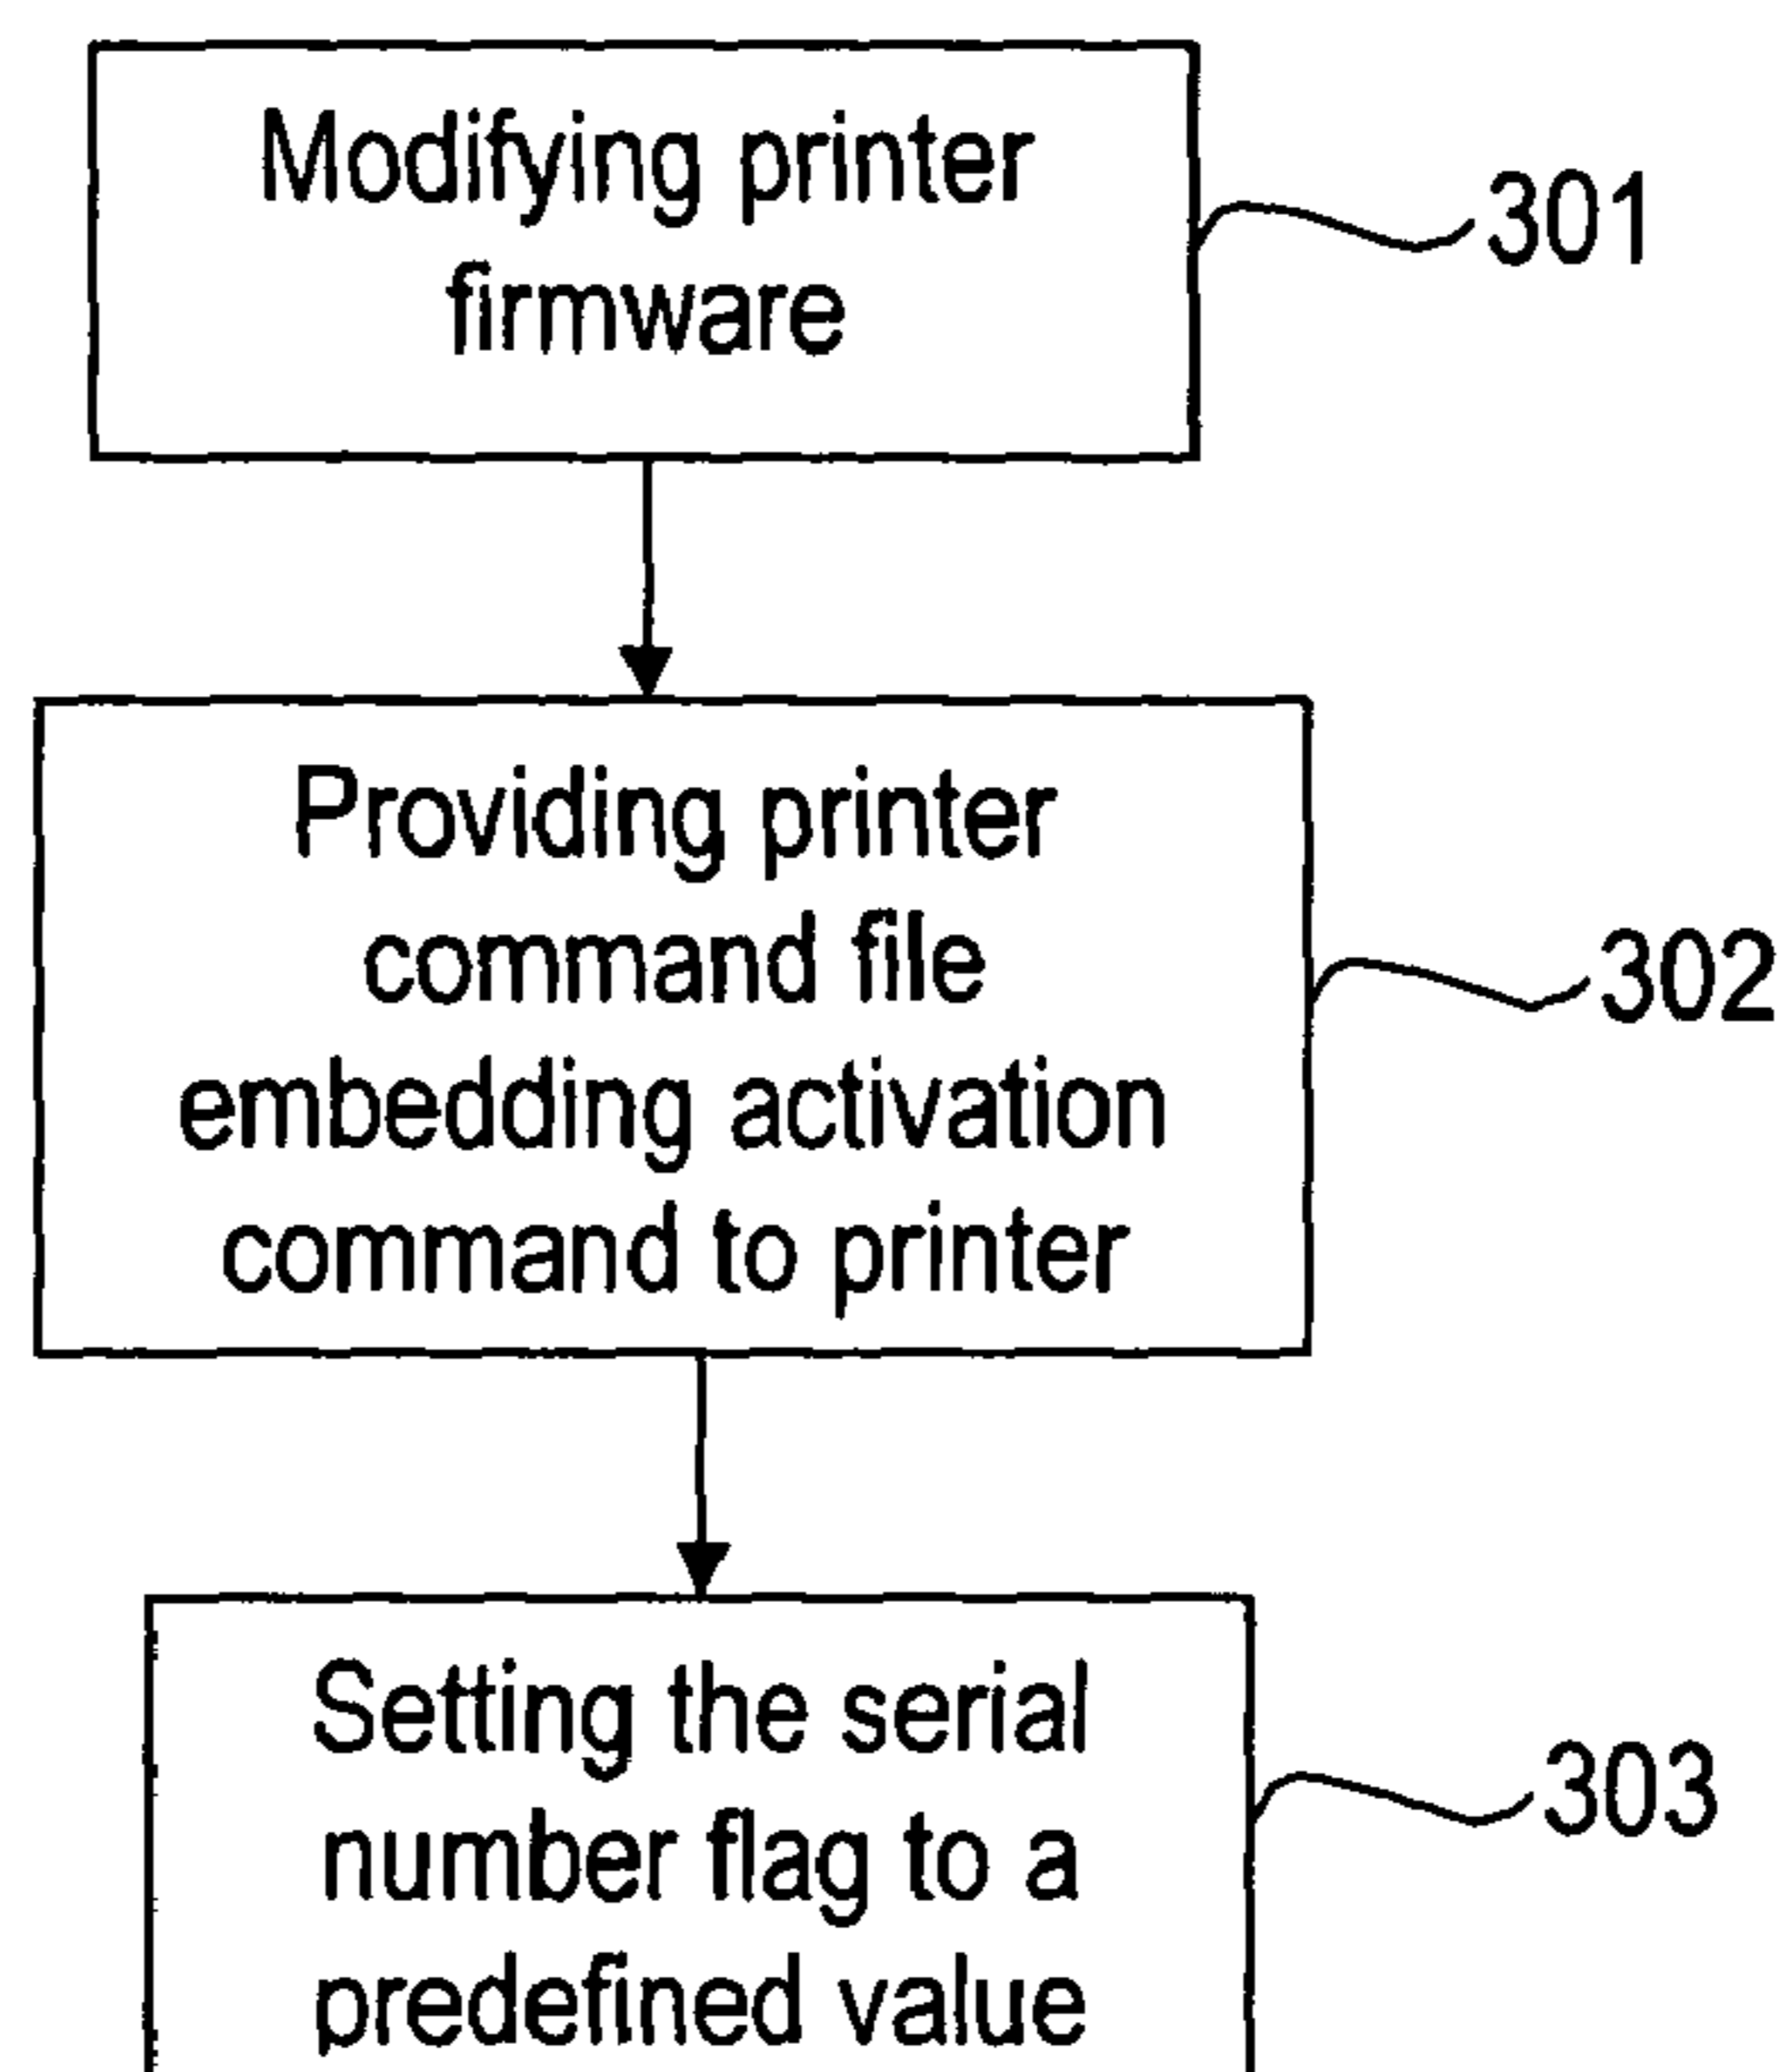 Modifying printer
firmware
301
Providing printer
command file
embedding activation
command to printer
302
Setting the serial
number flag to a
predefined value
303